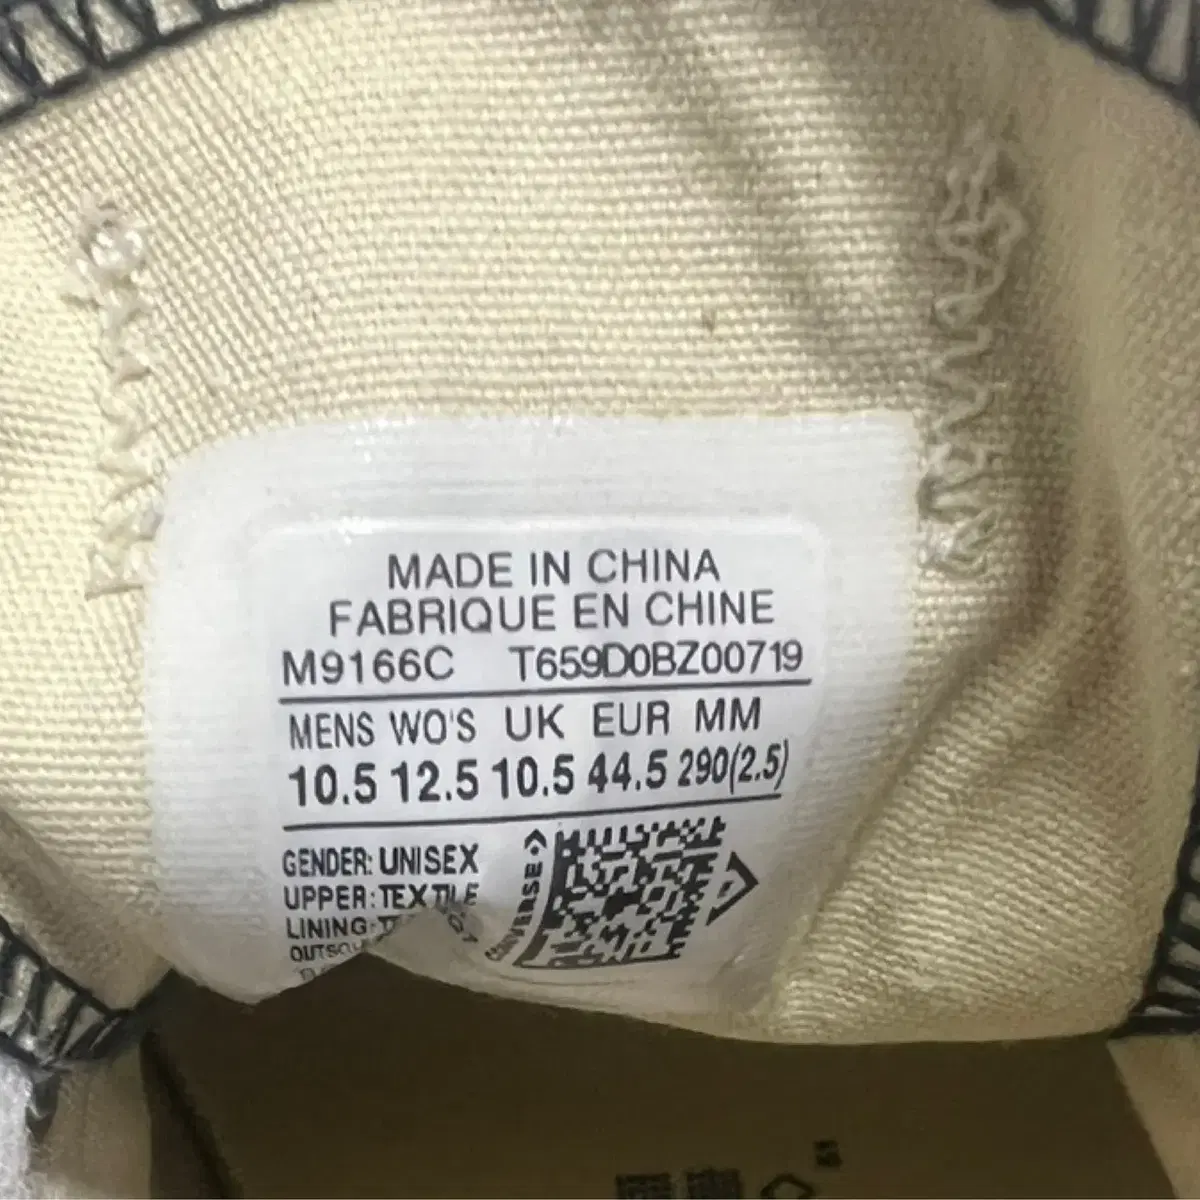 MADE IN CHINA
FABRIQUE EN CHINE
M9166C T659D0BZ00719
MENS WO'S UK EUR MM
10.5 12.5 10.5 44.5 290(2.5)
GENDER: UNISEX
UPPER: TEXTILE
LINING:
CONVERSE